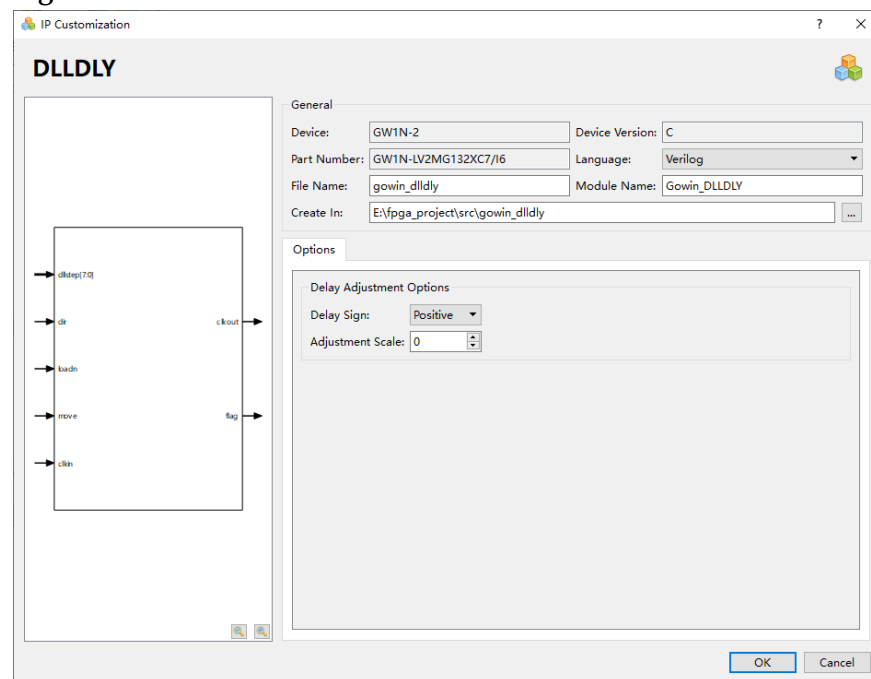 IP Customization ? ×
DLLDLY
General
Device: GW1N-2 Device Version: C
Part Number: GW1N-LV2MG132XC7/I6 Language: Verilog
File Name: gowin_dlldly Module Name: Gowin_DLLDLY
Create In: E:\fpga_project\src\gowin_dlldly ...
Options
Delay Adjustment Options
Delay Sign: Positive
Adjustment Scale: 0
dllstep[7:0]
dir clkout
loadn
move flag
clkin
OK Cancel